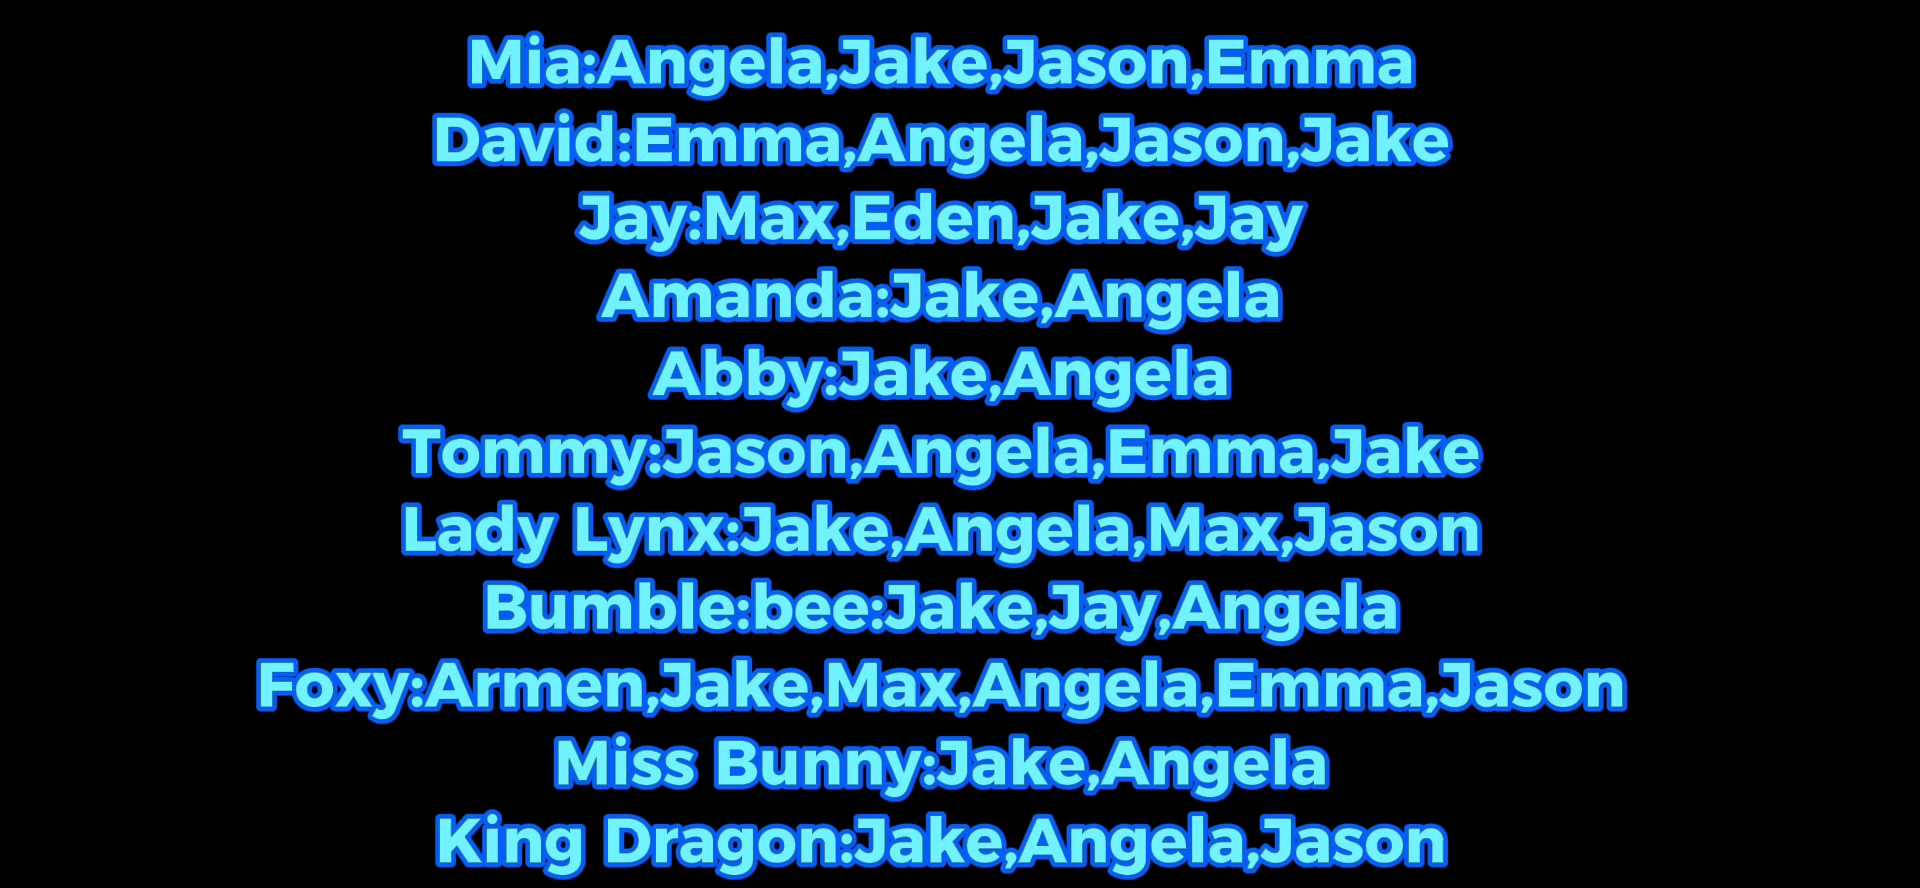 Mia:Angela,Jake,Jason,Emma
David:Emma,Angela,Jason,Jake
Jay:Max,Eden,Jake,Jay
Amanda:Jake,Angela
Abby:Jake,Angela
Tommy:Jason,Angela,Emma,Jake
Lady Lynx:Jake,Angela,Max,Jason
Bumble:bee:Jake,Jay,Angela
Foxy:Armen,Jake,Max,Angela,Emma,Jason
Miss Bunny:Jake,Angela
King Dragon:Jake,Angela,Jason